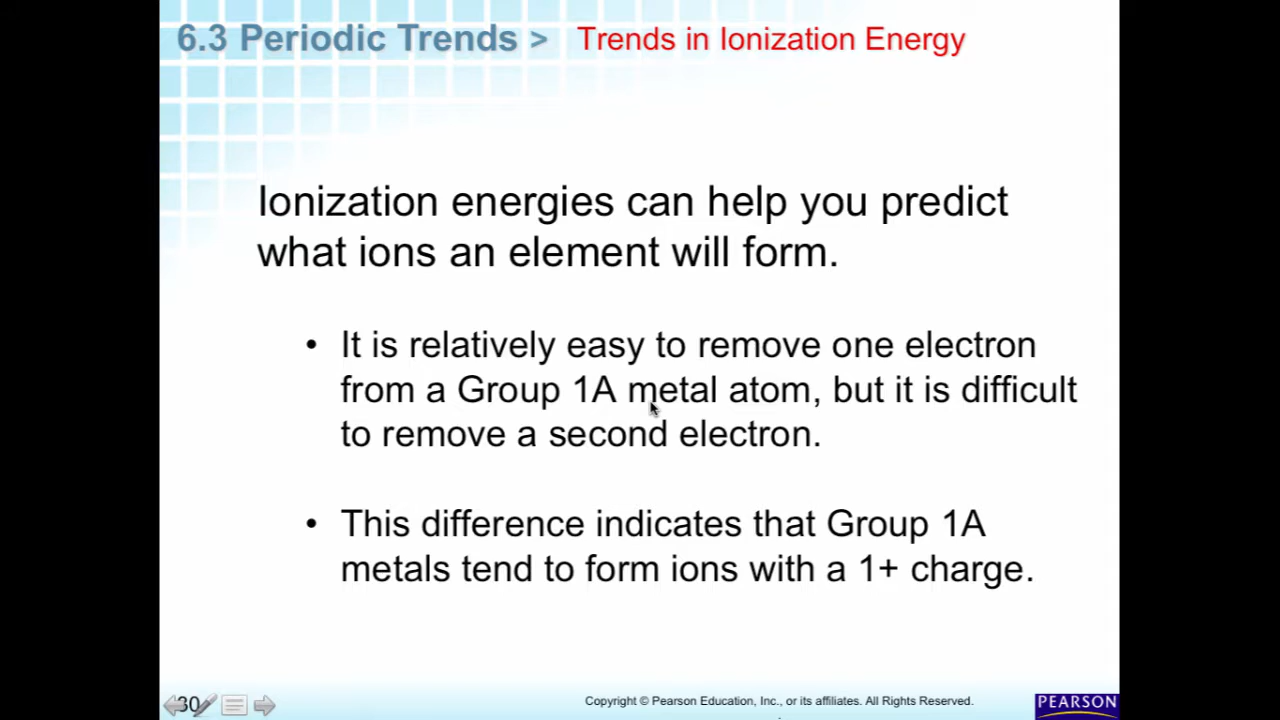 6.3 Periodic Trends > Trends in Ionization Energy
Ionization energies can help you predict
what ions an element will form.
• It is relatively easy to remove one electron
from a Group 1A metal atom, but it is difficult
to remove a second electron.
• This difference indicates that Group 1A
metals tend to form ions with a 1+ charge.
30
Copyright © Pearson Education, Inc., or its affiliates. All Rights Reserved.
PEARSON